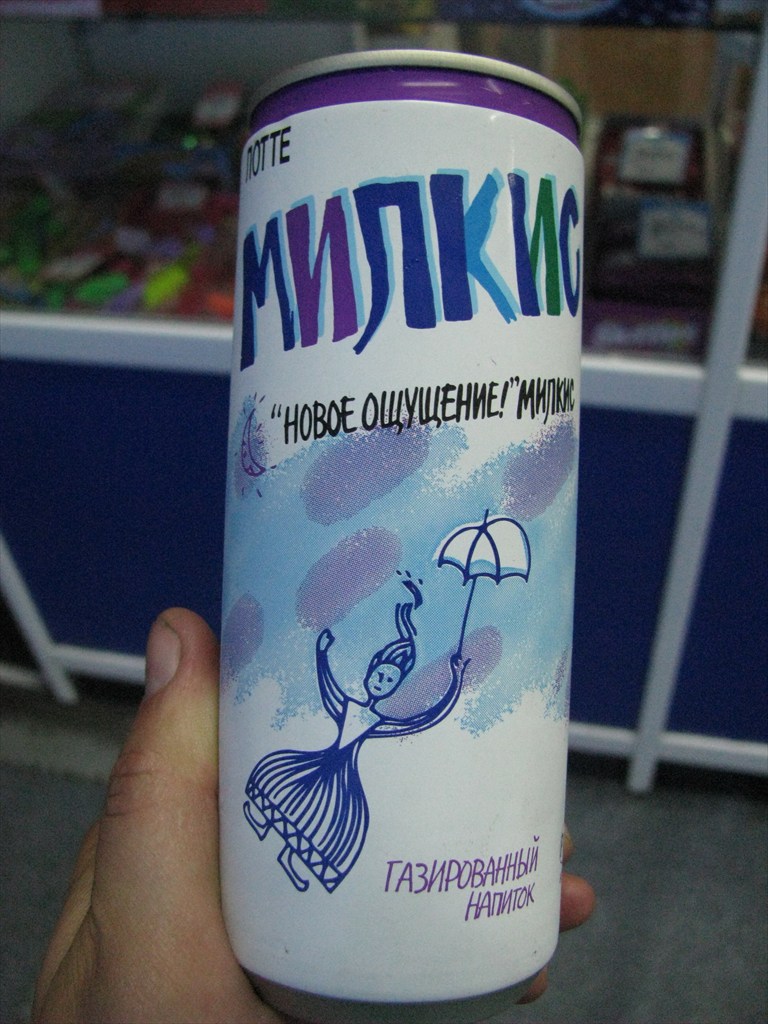 ЛОТТЕ
МИЛКИС
“НОВОЕ ОЩУЩЕНИЕ!” МИЛКИС
ГАЗИРОВАННЫЙ
НАПИТОК